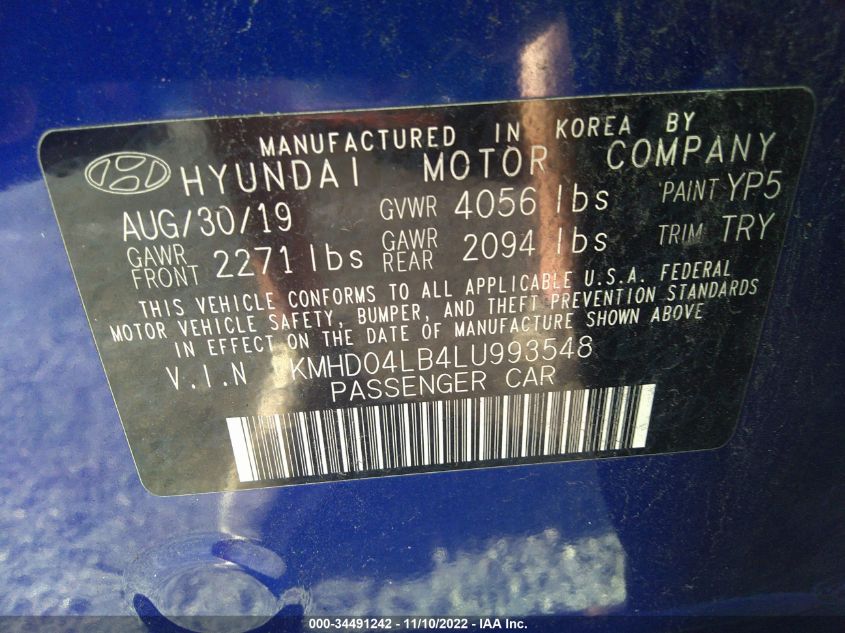 MANUFACTURED IN KOREA BY
HYUNDAI MOTOR COMPANY
AUG/30/19 GVWR 4056 lbs PAINT YP5
GAWR FRONT 2271 lbs GAWR REAR 2094 lbs TRIM TRY
THIS VEHICLE CONFORMS TO ALL APPLICABLE U.S.A. FEDERAL
MOTOR VEHICLE SAFETY, BUMPER, AND THEFT PREVENTION STANDARDS
IN EFFECT ON THE DATE OF MANUFACTURE SHOWN ABOVE
V.I.N KMHD04LB4LU993548
PASSENGER CAR
000-34491242 - 11/10/2022 - IAA Inc.